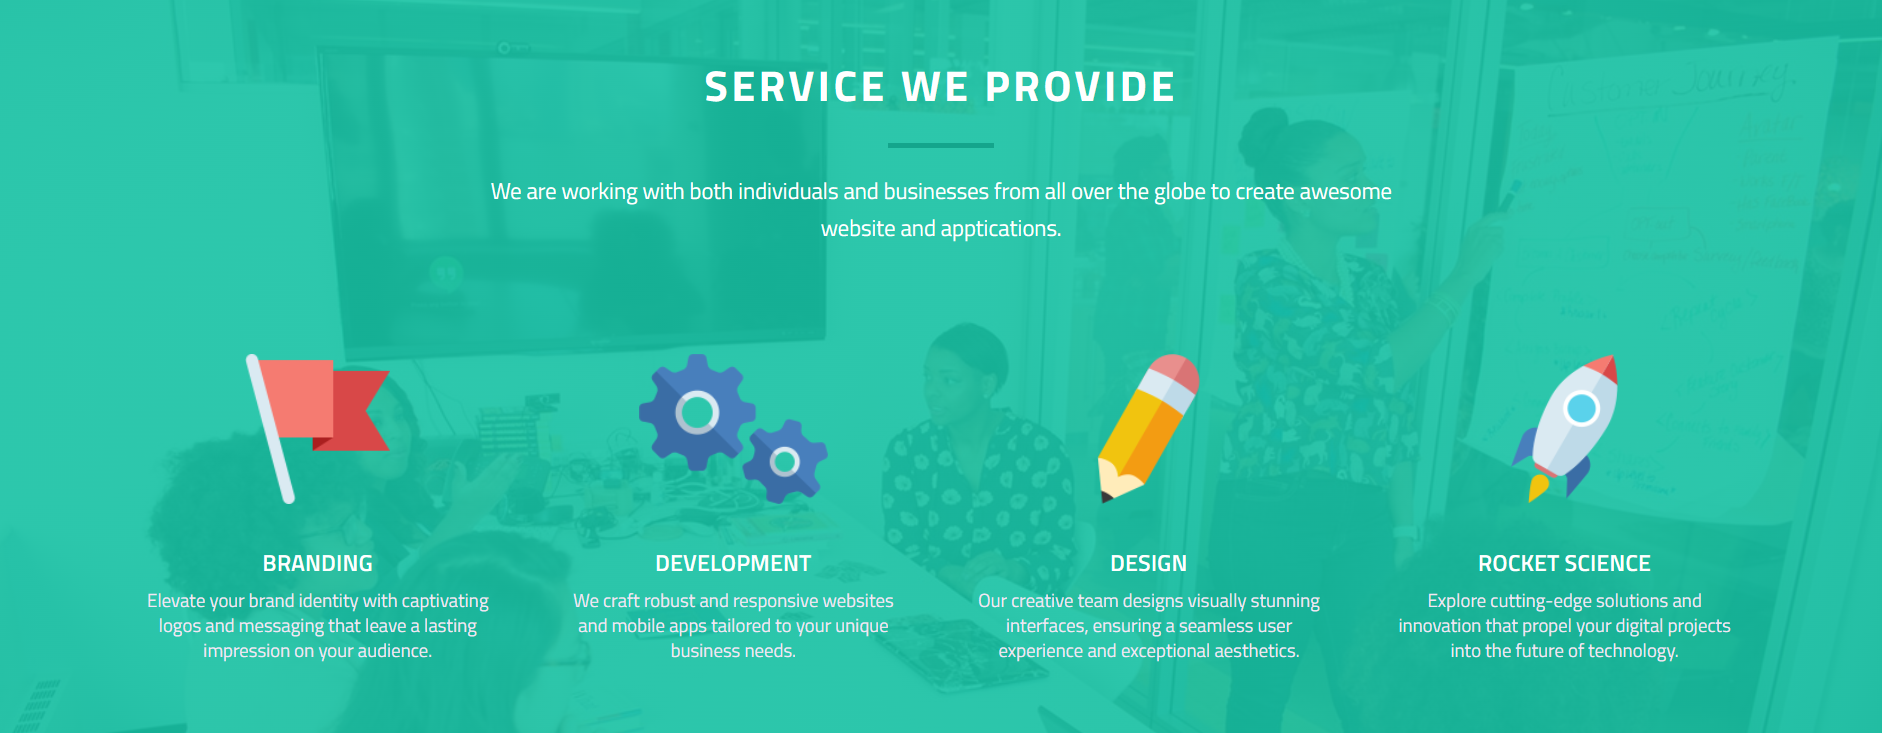 SERVICE WE PROVIDE
We are working with both individuals and businesses from all over the globe to create awesome
website and apptications.
BRANDING
Elevate your brand identity with captivating
logos and messaging that leave a lasting
impression on your audience.
DEVELOPMENT
We craft robust and responsive websites
and mobile apps tailored to your unique
business needs.
DESIGN
Our creative team designs visually stunning
interfaces, ensuring a seamless user
experience and exceptional aesthetics.
ROCKET SCIENCE
Explore cutting-edge solutions and
innovation that propel your digital projects
into the future of technology.